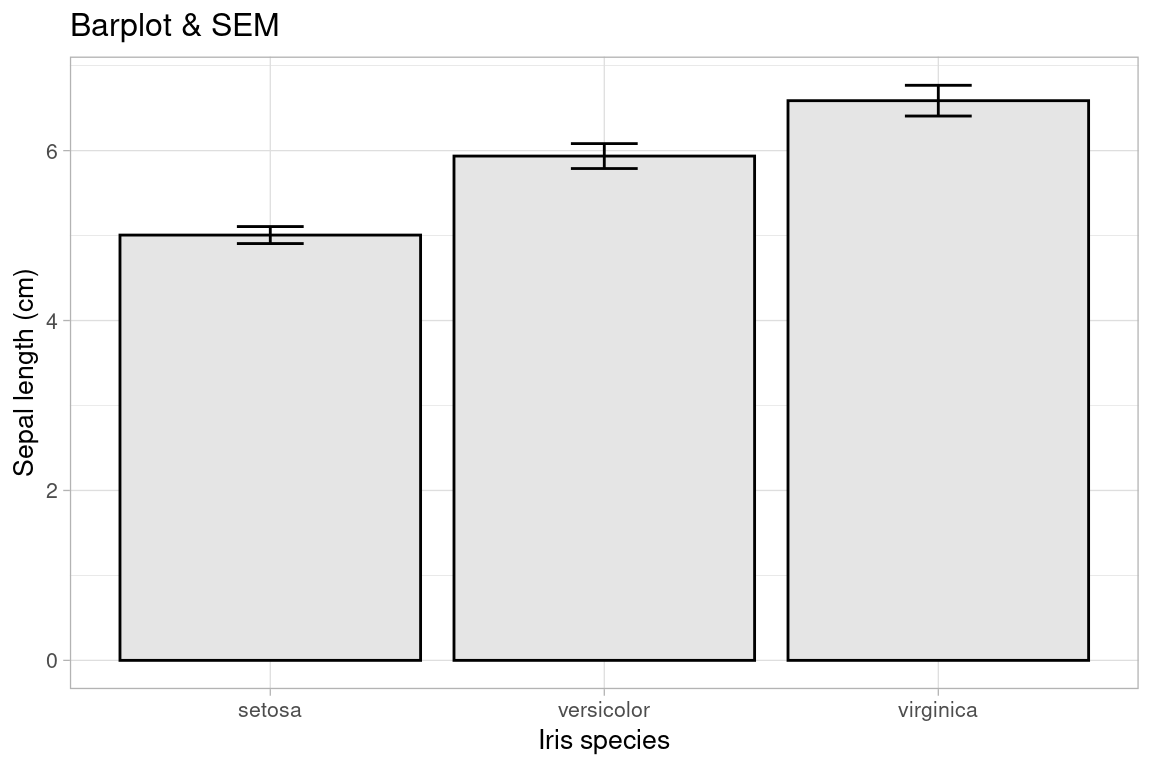 Barplot & SEM
Sepal length (cm)
6
4
2
0
setosa
versicolor
virginica
Iris species